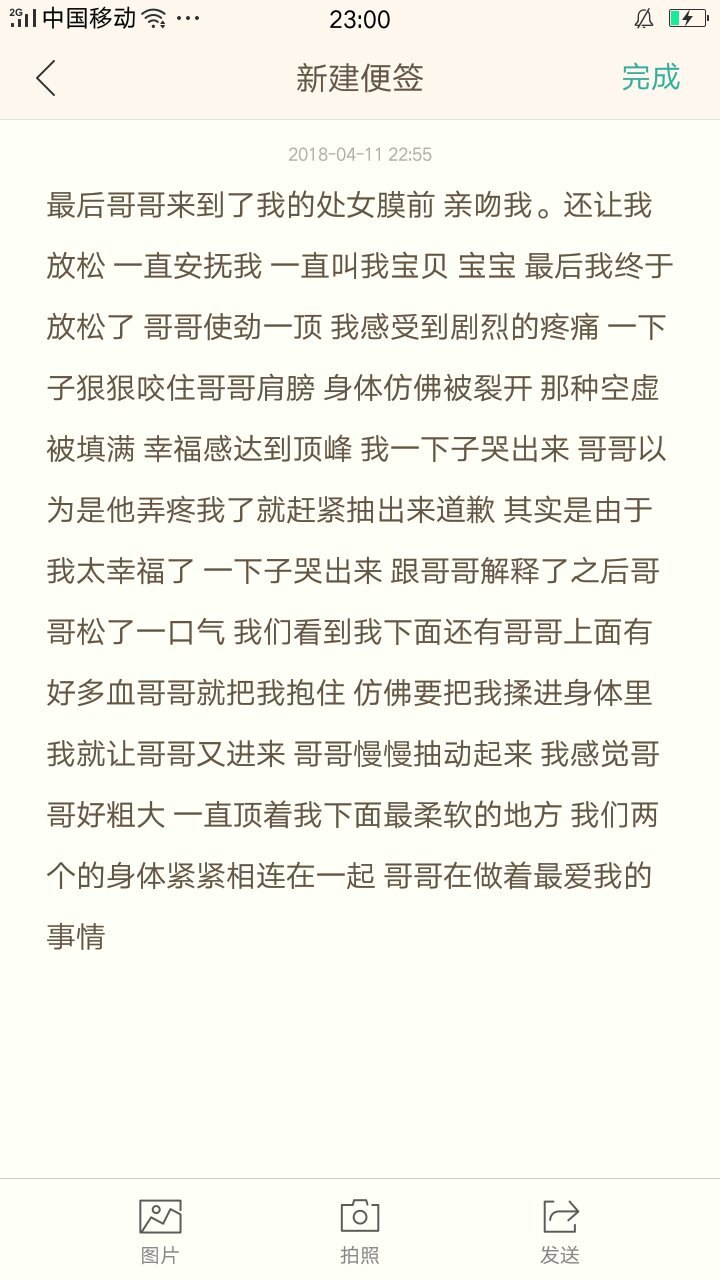 2G 中国移动 23:00
新建便签 完成
2018-04-11 22:55
最后哥哥来到了我的处女膜前 亲吻我。还让我
放松 一直安抚我 一直叫我宝贝 宝宝 最后我终于
放松了 哥哥使劲一顶 我感受到剧烈的疼痛 一下
子狠狠咬住哥哥肩膀 身体仿佛被裂开 那种空虚
被填满 幸福感达到顶峰 我一下子哭出来 哥哥以
为是他弄疼我了就赶紧抽出来道歉 其实是由于
我太幸福了 一下子哭出来 跟哥哥解释了之后哥
哥松了一口气 我们看到我下面还有哥哥上面有
好多血哥哥就把我抱住 仿佛要把我揉进身体里
我就让哥哥又进来 哥哥慢慢抽动起来 我感觉哥
哥好粗大 一直顶着我下面最柔软的地方 我们两
个的身体紧紧相连在一起 哥哥在做着最爱我的
事情
图片 拍照 发送